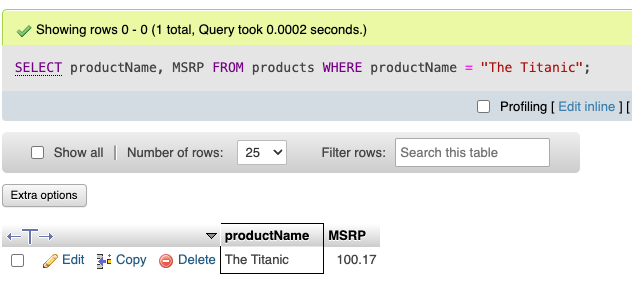 Showing rows 0 - 0 (1 total, Query took 0.0002 seconds.)
SELECT productName, MSRP FROM products WHERE productName = "The Titanic";
Profiling [ Edit inline ] [
Show all | Number of rows: 25 Filter rows: Search this table
Extra options
←T→ productName MSRP
Edit Copy Delete The Titanic 100.17